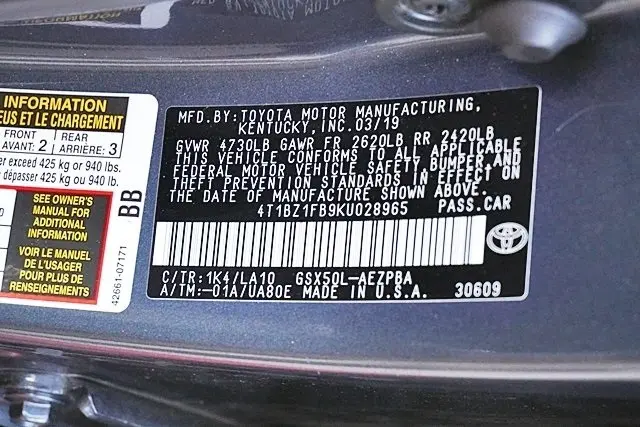 INFORMATION
EUS ET LE CHARGEMENT
FRONT
AVANT: 2
REAR
ARRIÈRE: 3
er exceed 425 kg or 940 lbs.
dépasser 425 kg ou 940 lb.
SEE OWNER'S
MANUAL FOR
ADDITIONAL
INFORMATION
VOIR LE MANUEL
DE L'USAGER
POUR PLUS DE
RENSEIGNEMENTS
BB
42661-07171
MFD. BY: TOYOTA MOTOR MANUFACTURING,
KENTUCKY, INC. 03/19
GVWR 4730LB GAWR FR 2620LB RR 2420LB
THIS VEHICLE CONFORMS TO ALL APPLICABLE
FEDERAL MOTOR VEHICLE SAFETY, BUMPER, AND
THEFT PREVENTION STANDARDS IN EFFECT ON
THE DATE OF MANUFACTURE SHOWN ABOVE.
4T1BZ1FB9KU028965 PASS.CAR
C/TR: 1K4/LA10 GSX50L-AEZPBA
A/TM:-01A/UA80E MADE IN U.S.A. 30609